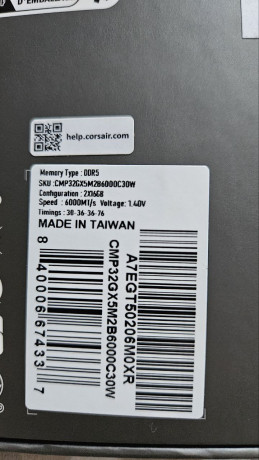 D'EMBALLA
help.corsair.com
Memory Type : DDR5
SKU : CMP32GX5M2B6000C30W
Configuration : 2X16GB
Speed : 6000MT/s Voltage: 1.40V
Timings : 30-36-36-76
MADE IN TAIWAN
8 40006 67433 7
CMP32GX5M2B6000C30W
A7EGT50206M0XR